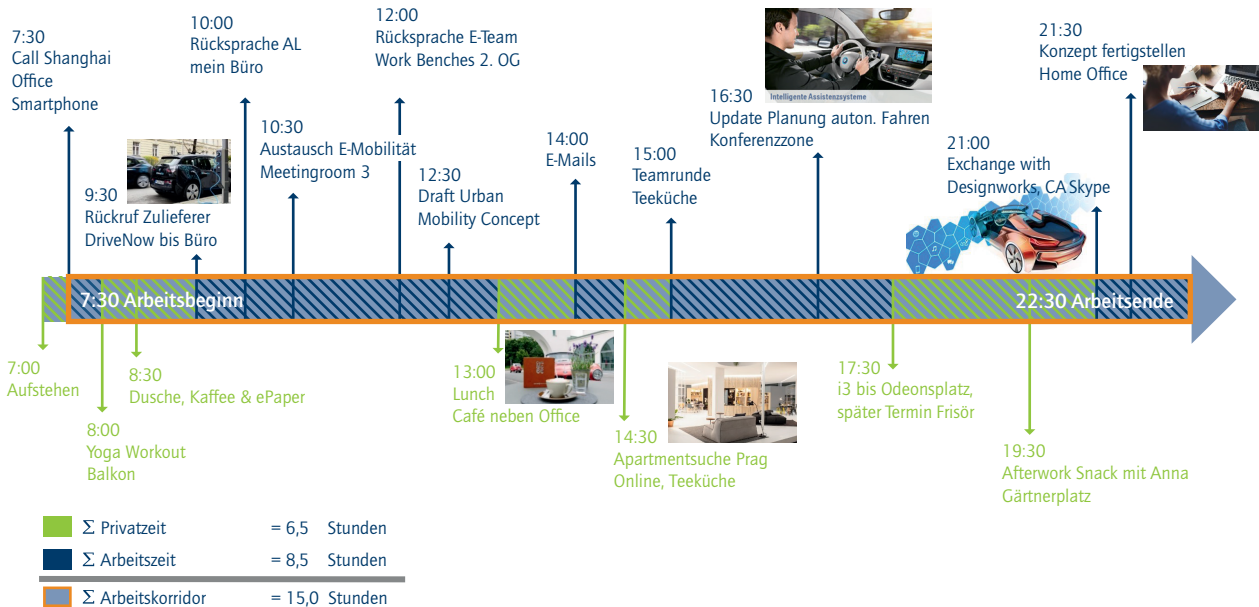 7:30
Call Shanghai
Office
Smartphone
9:30
Rückruf Zulieferer
DriveNow bis Büro
10:00
Rücksprache AL
mein Büro
10:30
Austausch E-Mobilität
Meetingroom 3
12:00
Rücksprache E-Team
Work Benches 2. OG
12:30
Draft Urban
Mobility Concept
14:00
E-Mails
15:00
Teamrunde
Teeküche
Intelligente Assistenzsysteme
16:30
Update Planung auton. Fahren
Konferenzzone
21:00
Exchange with
Designworks, CA Skype
21:30
Konzept fertigstellen
Home Office
7:30 Arbeitsbeginn
22:30 Arbeitsende
7:00
Aufstehen
8:00
Yoga Workout
Balkon
8:30
Dusche, Kaffee & ePaper
13:00
Lunch
Café neben Office
14:30
Apartmentsuche Prag
Online, Teeküche
17:30
i3 bis Odeonsplatz,
später Termin Frisör
19:30
Afterwork Snack mit Anna
Gärtnerplatz
Σ Privatzeit = 6,5 Stunden
Σ Arbeitszeit = 8,5 Stunden
Σ Arbeitskorridor = 15,0 Stunden